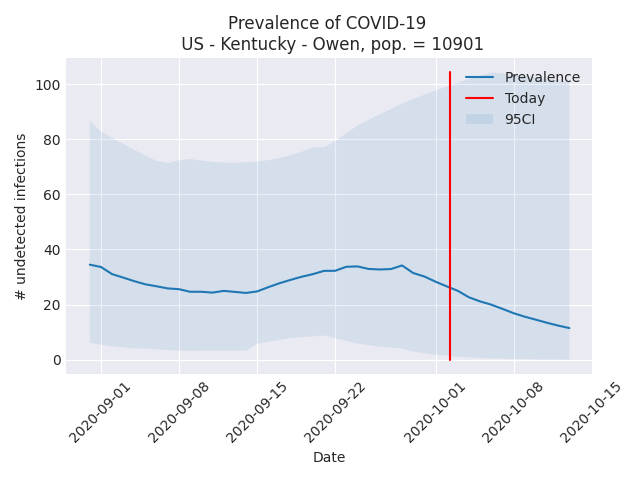 Prevalence of COVID-19
US - Kentucky - Owen, pop. = 10901
# undetected infections
100
80
60
40
20
0
Prevalence
Today
95CI
2020-09-01
2020-09-08
2020-09-15
2020-09-22
2020-10-01
2020-10-08
2020-10-15
Date